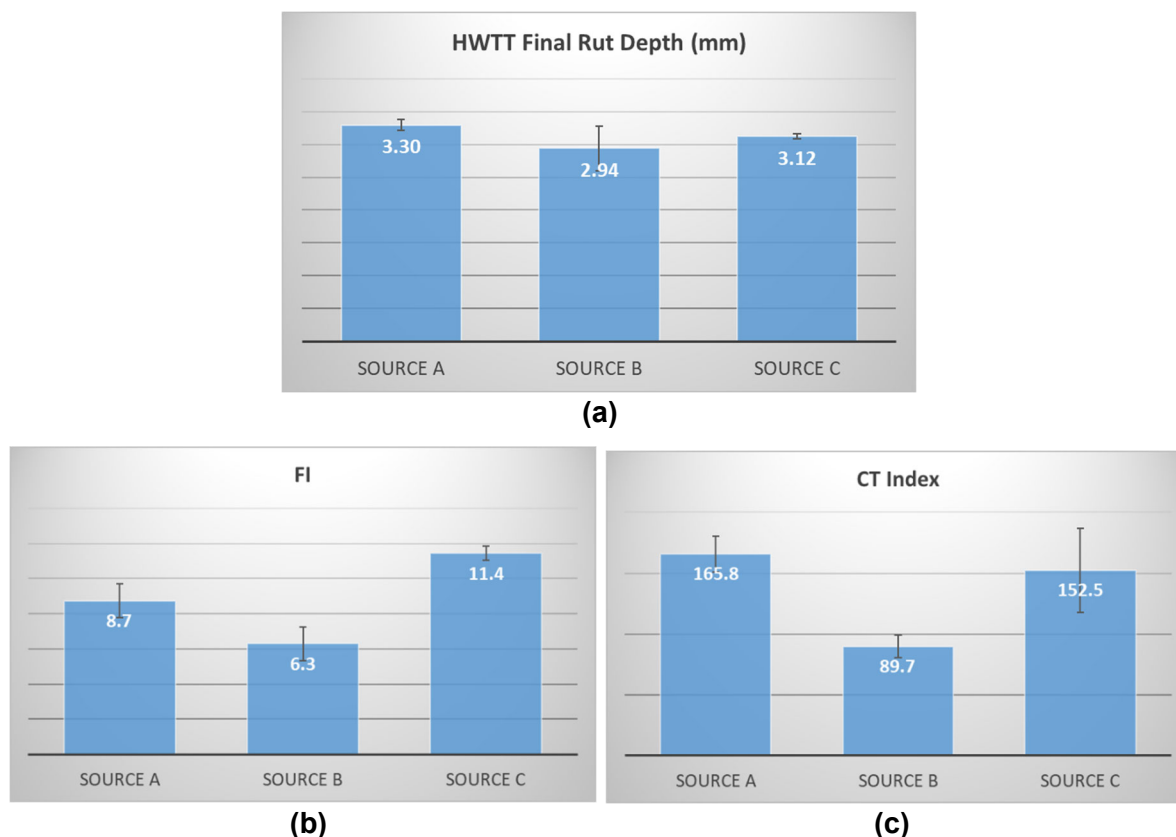 HWTT Final Rut Depth (mm)
3.30
2.94
3.12
SOURCE A
SOURCE B
SOURCE C
(a)
FI
8.7
6.3
11.4
SOURCE A
SOURCE B
SOURCE C
(b)
CT Index
165.8
89.7
152.5
SOURCE A
SOURCE B
SOURCE C
(c)